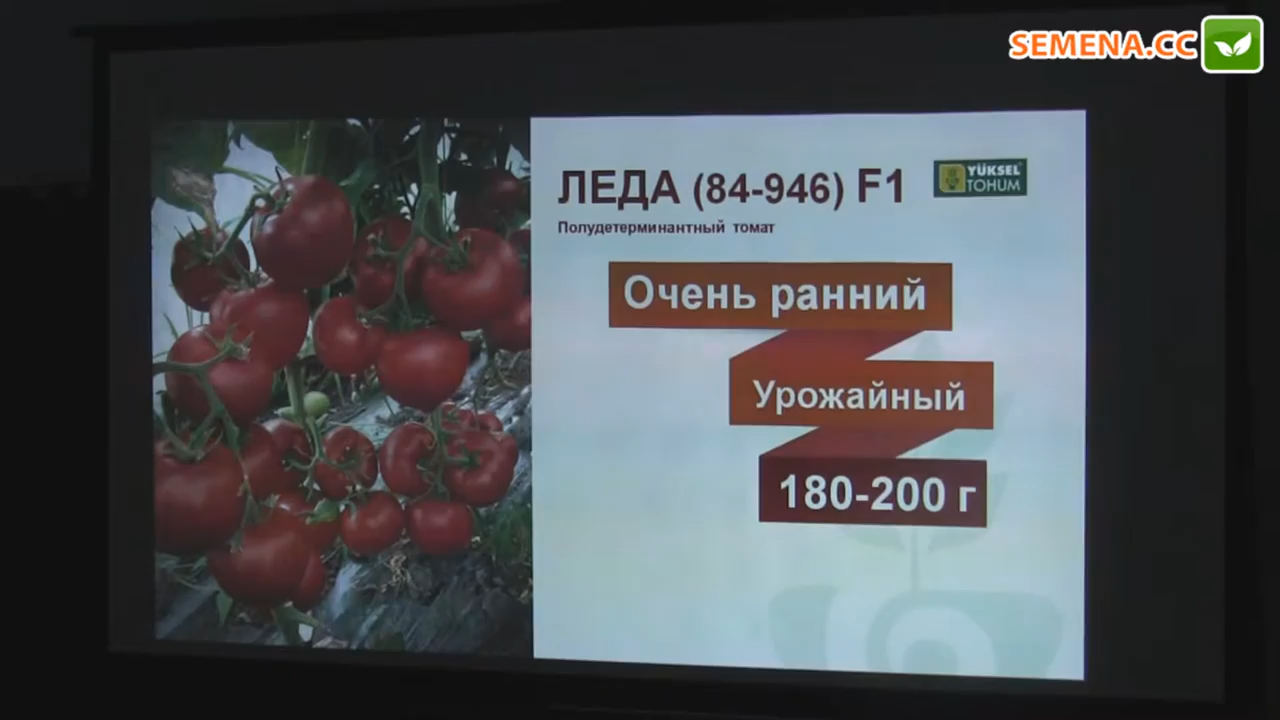 SEMENA.CC
ЛЕДА (84-946) F1
YÜKSEL
TOHUM
Полудетерминантный томат
Очень ранний
Урожайный
180-200 г